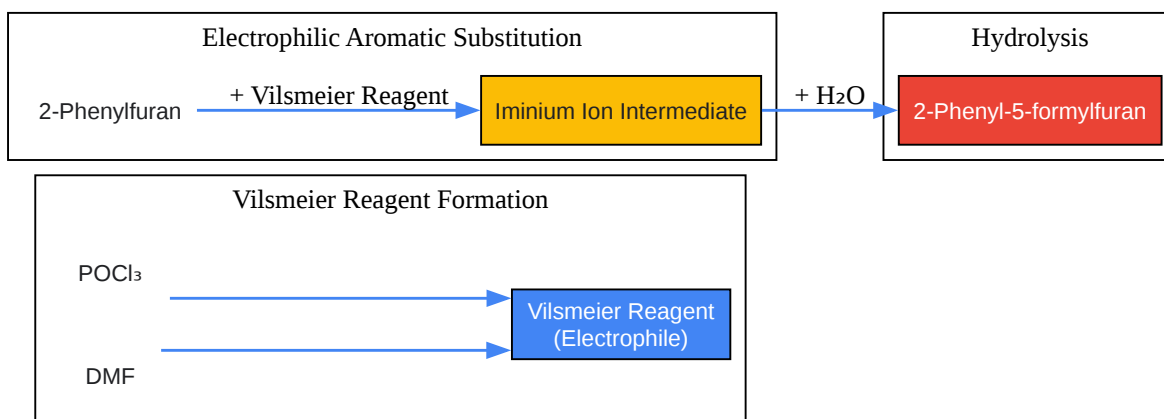 Electrophilic Aromatic Substitution
Hydrolysis
2-Phenylfuran
+ Vilsmeier Reagent
Iminium Ion Intermediate
+ H₂O
2-Phenyl-5-formylfuran
Vilsmeier Reagent Formation
POCl₃
Vilsmeier Reagent
(Electrophile)
DMF